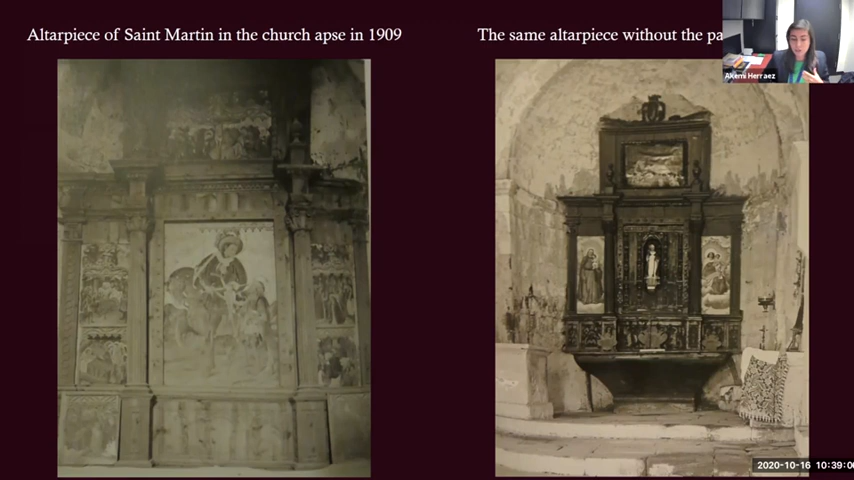 Altarpiece of Saint Martin in the church apse in 1909
The same altarpiece without the
Akemi Herraez
2020-10-16 10:39:0